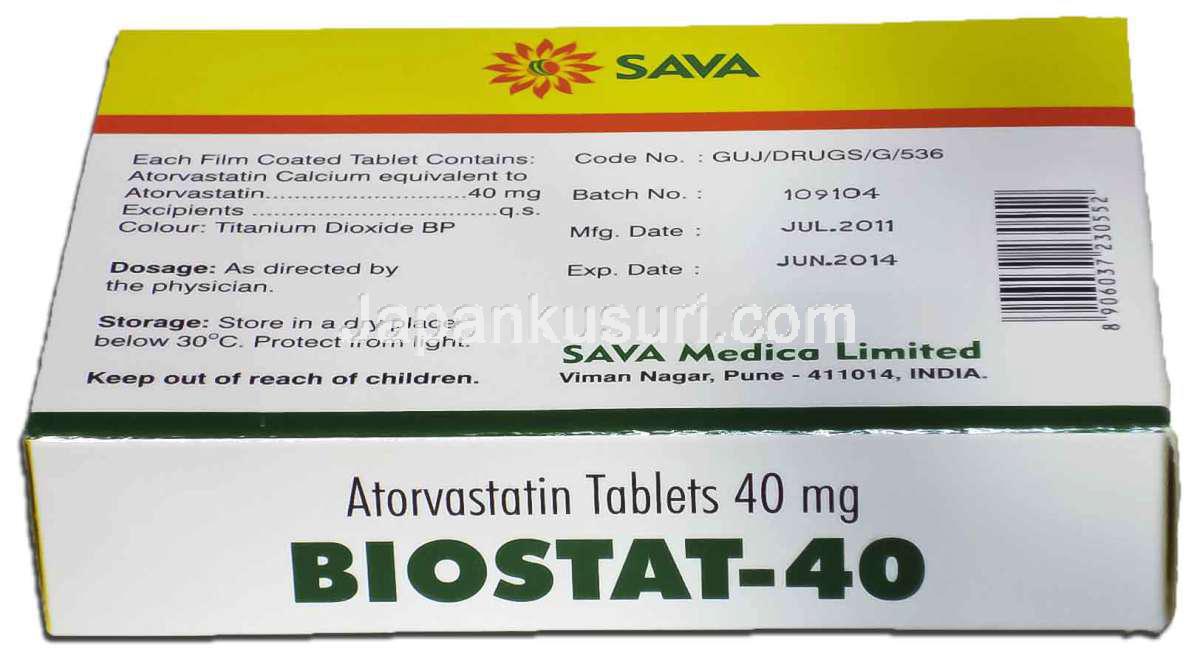 SAVA
Each Film Coated Tablet Contains:
Atorvastatin Calcium equivalent to
Atorvastatin..............................40 mg
Excipients ....................................q.s.
Colour: Titanium Dioxide BP
Dosage: As directed by
the physician.
Storage: Store in a dry place
below 30°C. Protect from light.
Keep out of reach of children.
Code No. : GUJ/DRUGS/G/536
Batch No. : 109104
Mfg. Date : JUL.2011
Exp. Date : JUN.2014
SAVA Medica Limited
Viman Nagar, Pune - 411014, INDIA.
8 906037 230552
Japankusuri.com
Atorvastatin Tablets 40 mg
BIOSTAT-40